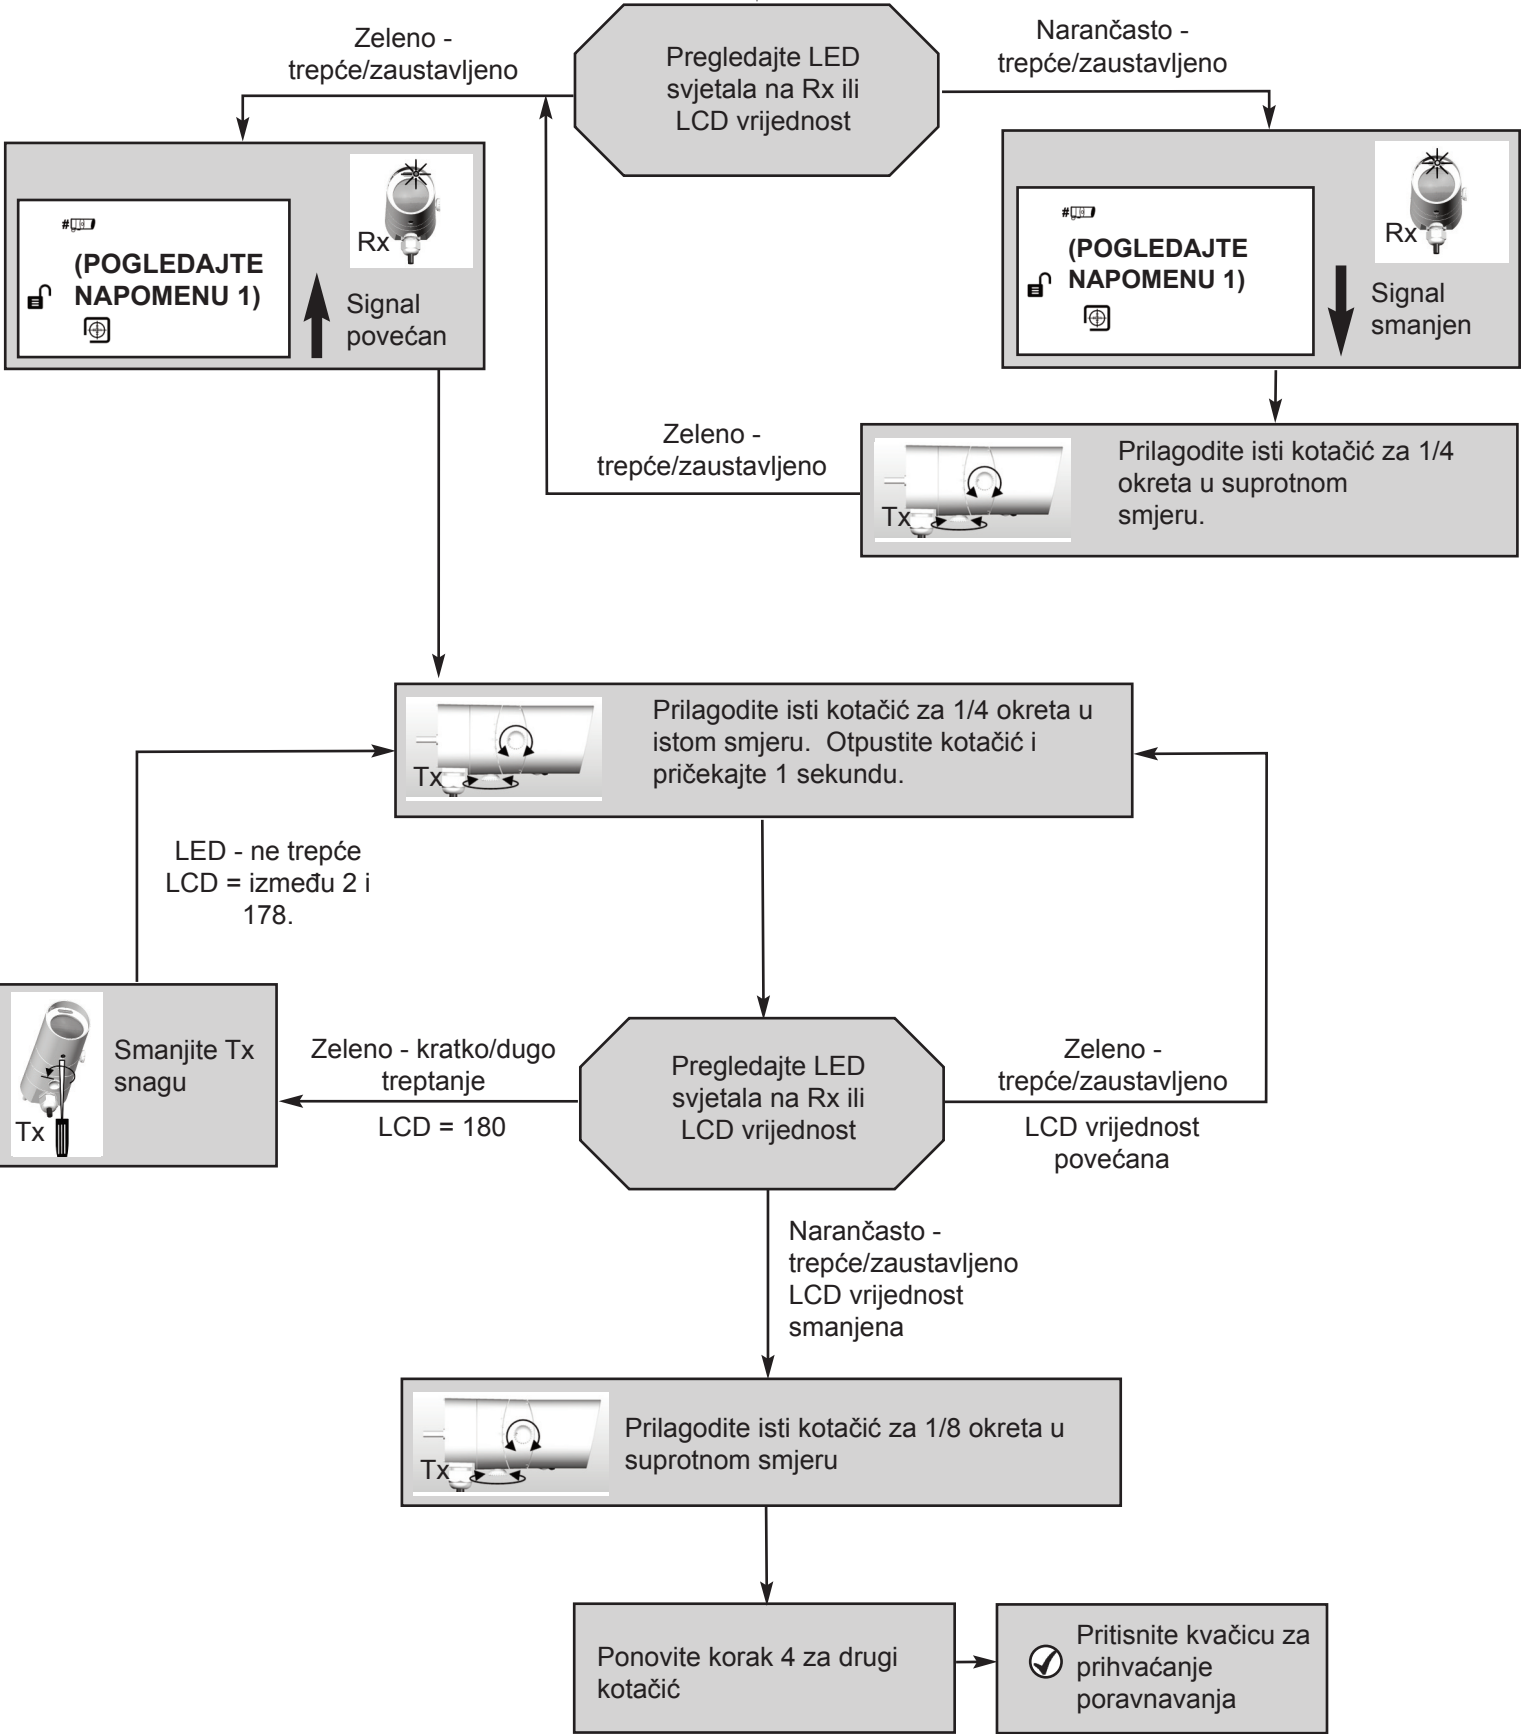 Zeleno -
trepće/zaustavljeno
Pregledajte LED
svjetala na Rx ili
LCD vrijednost
Narančasto -
trepće/zaustavljeno
#
(POGLEDAJTE
NAPOMENU 1)
Rx
Signal
povećan
#
(POGLEDAJTE
NAPOMENU 1)
Rx
Signal
smanjen
Zeleno -
trepće/zaustavljeno
Tx
Prilagodite isti kotačić za 1/4
okreta u suprotnom
smjeru.
Tx
Prilagodite isti kotačić za 1/4 okreta u
istom smjeru. Otpustite kotačić i
pričekajte 1 sekundu.
LED - ne trepće
LCD = između 2 i
178.
Tx
Smanjite Tx
snagu
Zeleno - kratko/dugo
treptanje
LCD = 180
Pregledajte LED
svjetala na Rx ili
LCD vrijednost
Zeleno -
trepće/zaustavljeno
LCD vrijednost
povećana
Narančasto -
trepće/zaustavljeno
LCD vrijednost
smanjena
Tx
Prilagodite isti kotačić za 1/8 okreta u
suprotnom smjeru
Ponovite korak 4 za drugi
kotačić
Pritisnite kvačicu za
prihvaćanje
poravnavanja